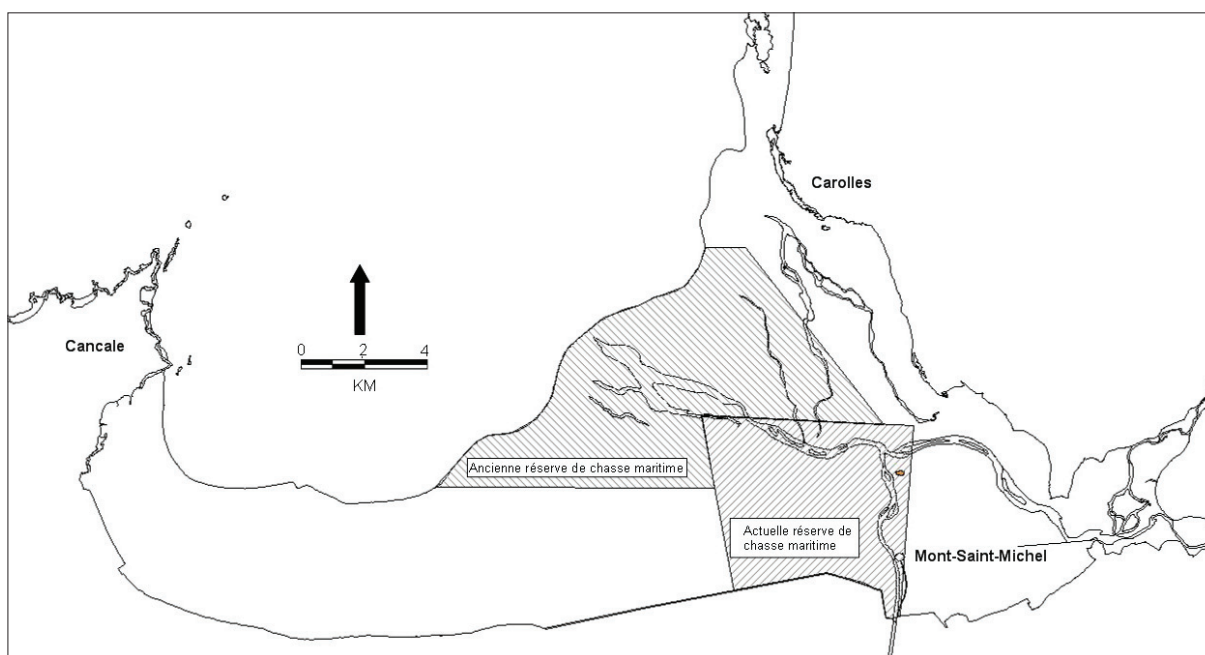 Carolles
Cancale
0 2 4
KM
Ancienne réserve de chasse maritime
Actuelle réserve de
chasse maritime
Mont-Saint-Michel